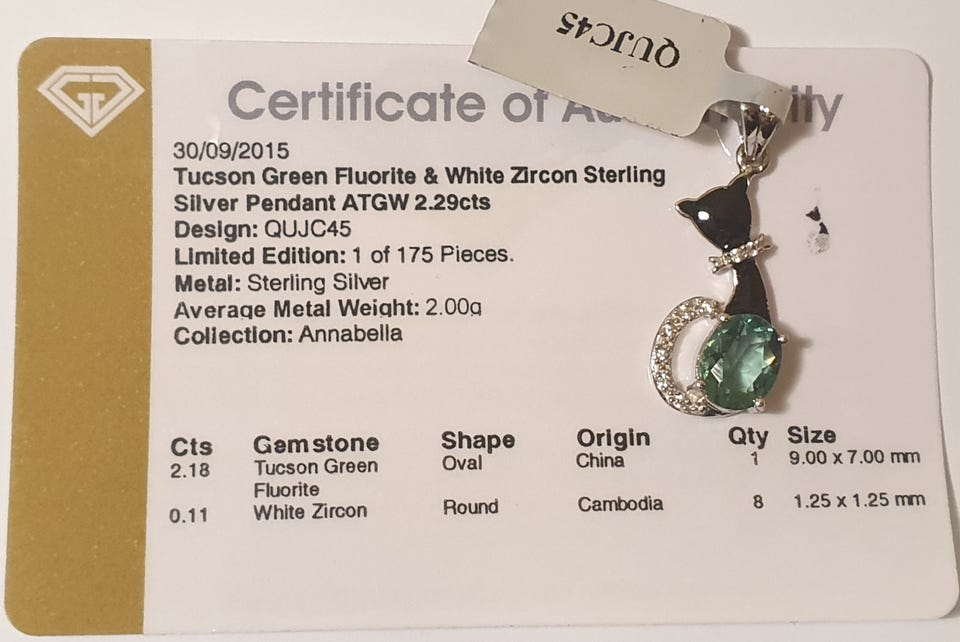 QUJC45
Certificate of Au ity
30/09/2015
Tucson Green Fluorite & White Zircon Sterling
Silver Pendant ATGW 2.29cts
Design: QUJC45
Limited Edition: 1 of 175 Pieces.
Metal: Sterling Silver
Average Metal Weight: 2.00g
Collection: Annabella
Cts Gemstone Shape Origin Qty Size
2.18 Tucson Green Oval China 1 9.00 x 7.00 mm
Fluorite
0.11 White Zircon Round Cambodia 8 1.25 x 1.25 mm